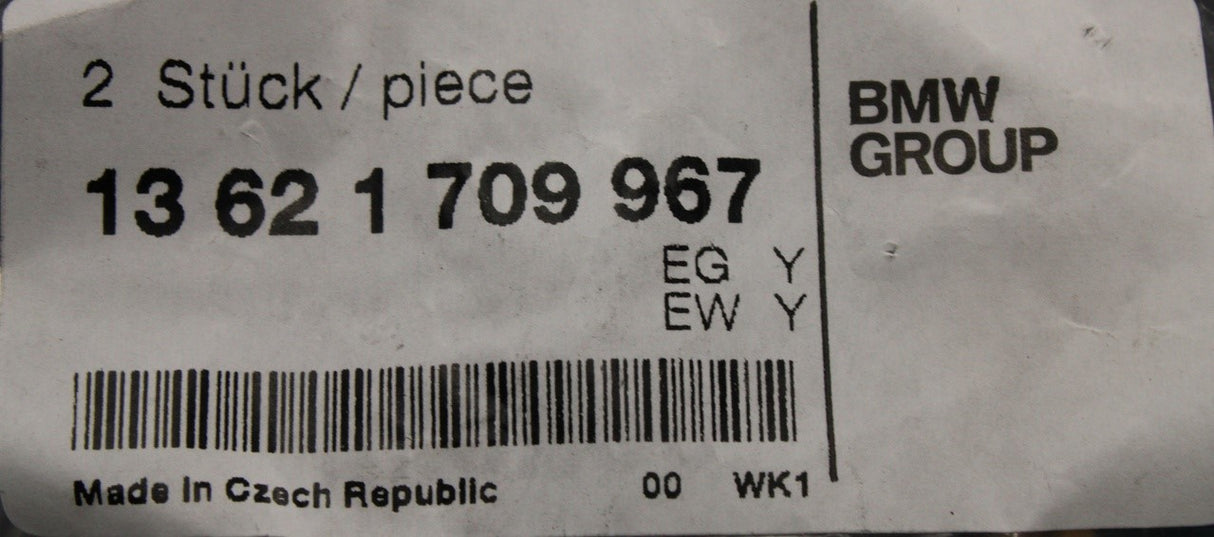 2 Stück / piece
13 62 1 709 967
EG Y
EW Y
Made in Czech Republic 00 WK1
BMW
GROUP